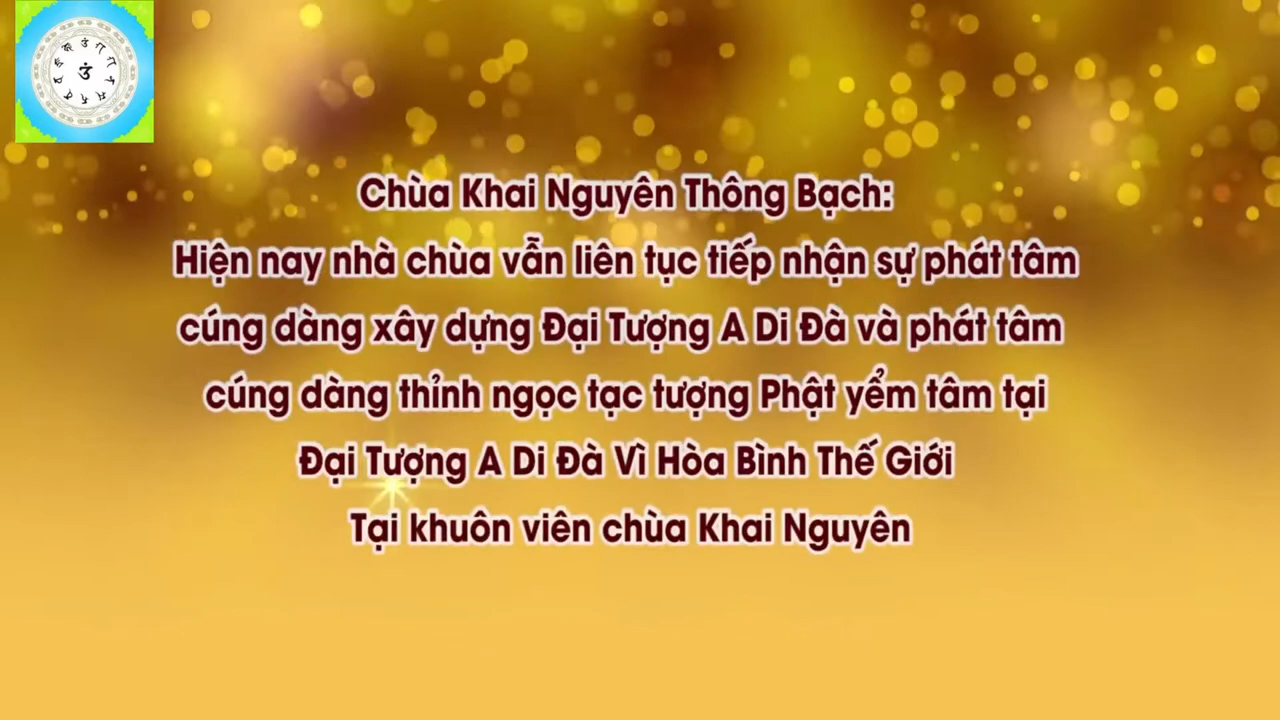 Chùa Khai Nguyên Thông Bạch:
Hiện nay nhà chùa vẫn liên tục tiếp nhận sự phát tâm
cúng dàng xây dựng Đại Tượng A Di Đà và phát tâm
cúng dàng thỉnh ngọc tạc tượng Phật yểm tâm tại
Đại Tượng A Di Đà Vì Hòa Bình Thế Giới
Tại khuôn viên chùa Khai Nguyên